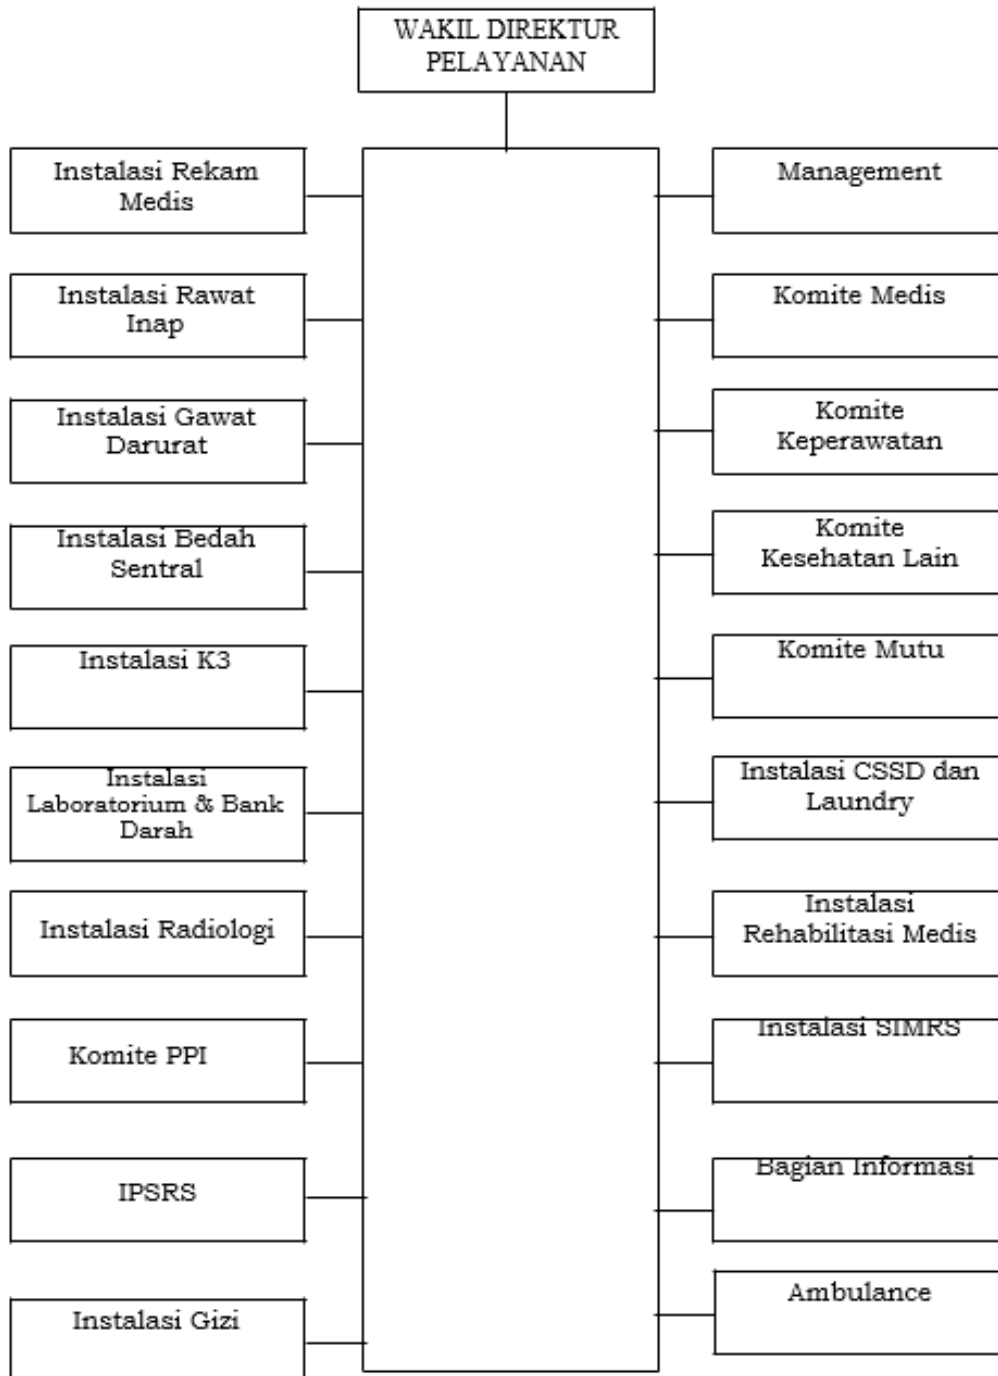 WAKIL DIREKTUR
PELAYANAN
Instalasi Rekam
Medis
Management
Instalasi Rawat
Inap
Komite Medis
Instalasi Gawat
Darurat
Komite
Keperawatan
Instalasi Bedah
Sentral
Komite
Kesehatan Lain
Instalasi K3
Komite Mutu
Instalasi
Laboratorium & Bank
Darah
Instalasi CSSD dan
Laundry
Instalasi Radiologi
Instalasi
Rehabilitasi Medis
Komite PPI
Instalasi SIMRS
IPSRS
Bagian Informasi
Instalasi Gizi
Ambulance